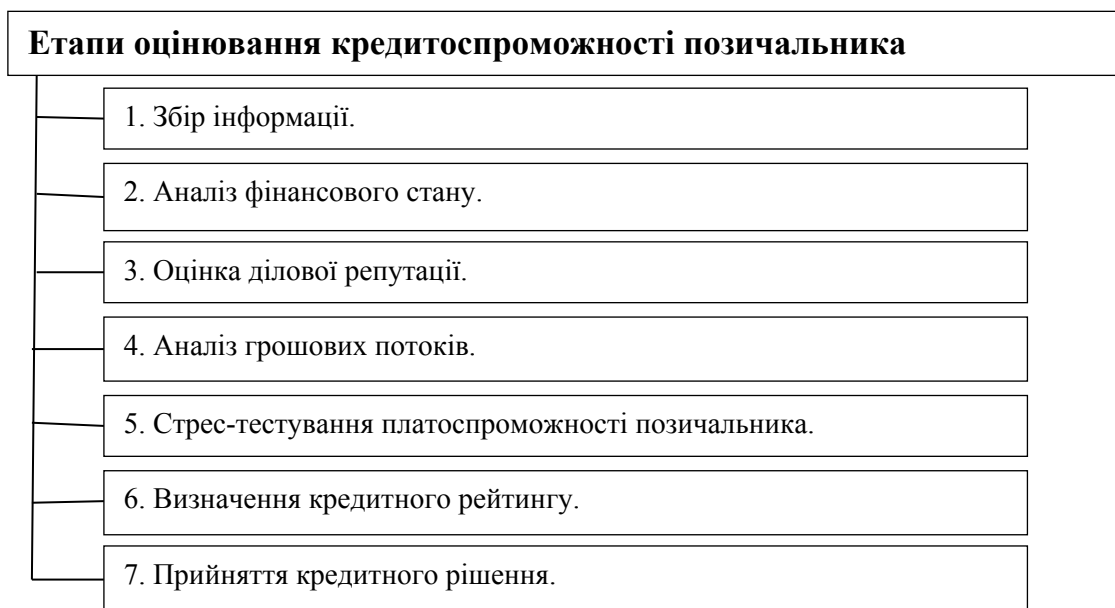 Етапи оцінювання кредитоспроможності позичальника
1. Збір інформації.
2. Аналіз фінансового стану.
3. Оцінка ділової репутації.
4. Аналіз грошових потоків.
5. Стрес-тестування платоспроможності позичальника.
6. Визначення кредитного рейтингу.
7. Прийняття кредитного рішення.